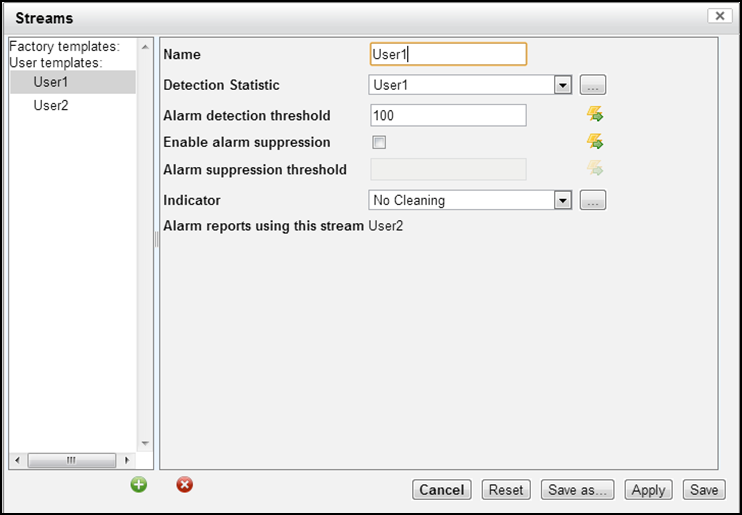 Streams
Factory templates:
User templates:
User1
User2
Name User1
Detection Statistic User1 ...
Alarm detection threshold 100
Enable alarm suppression
Alarm suppression threshold
Indicator No Cleaning ...
Alarm reports using this stream User2
Cancel Reset Save as... Apply Save